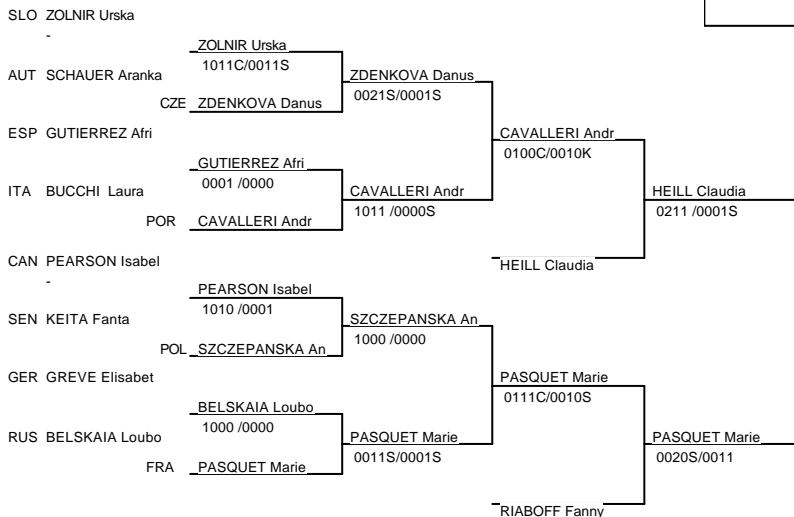 SLO ZOLNIR Urska
-
ZOLNIR Urska
1011C/0011S
AUT SCHAUER Aranka
ZDENKOVA Danus
0021S/0001S
CZE ZDENKOVA Danus
ESP GUTIERREZ Afri
CAVALLERI Andr
0100C/0010K
GUTIERREZ Afri
0001 /0000
ITA BUCCHI Laura
CAVALLERI Andr
1011 /0000S
HEILL Claudia
0211 /0001S
POR CAVALLERI Andr
CAN PEARSON Isabel
-
HEILL Claudia
PEARSON Isabel
1010 /0001
SEN KEITA Fanta
SZCZEPANSKA An
1000 /0000
POL SZCZEPANSKA An
GER GREVE Elisabet
PASQUET Marie
0111C/0010S
BELSKAIA Loubo
1000 /0000
RUS BELSKAIA Loubo
PASQUET Marie
0011S/0001S
PASQUET Marie
0020S/0011
FRA PASQUET Marie
RIABOFF Fanny